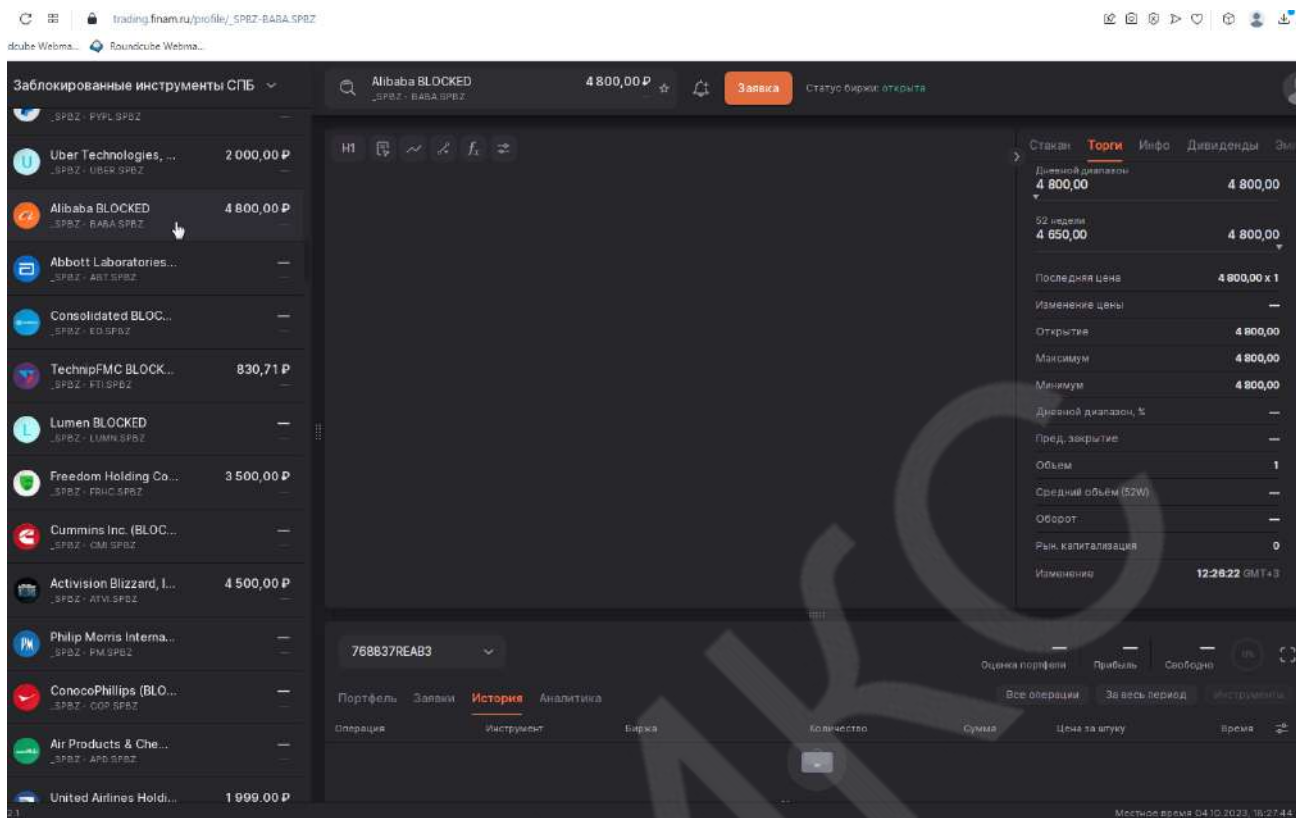 trading.finam.ru/profile/_SPBZ-BABA.SPBZ
dcube Webma... Roundcube Webma...
Заблокированные инструменты СПБ
_SPBZ - PYPL.SPBZ —
Uber Technologies, ... 2 000,00 ₽
_SPBZ - UBER.SPBZ —
Alibaba BLOCKED 4 800,00 ₽
_SPBZ - BABA.SPBZ —
Abbott Laboratories... —
_SPBZ - ABT.SPBZ —
Consolidated BLOC... —
_SPBZ - ED.SPBZ —
TechnipFMC BLOCK... 830,71 ₽
_SPBZ - FTI.SPBZ —
Lumen BLOCKED —
_SPBZ - LUMN.SPBZ —
Freedom Holding Co... 3 500,00 ₽
_SPBZ - FRHC.SPBZ —
Cummins Inc. (BLOC... —
_SPBZ - CMI.SPBZ —
Activision Blizzard, I... 4 500,00 ₽
_SPBZ - ATVI.SPBZ —
Philip Morris Interna... —
_SPBZ - PM.SPBZ —
ConocoPhillips (BLO... —
_SPBZ - COP.SPBZ —
Air Products & Che... —
_SPBZ - APD.SPBZ —
United Airlines Holdi... 1 999,00 ₽
2.1
Alibaba BLOCKED 4 800,00 ₽
_SPBZ - BABA.SPBZ —
Заявка
Статус биржи: открыта
H1
Стакан Торги Инфо Дивиденды
Дневной диапазон
4 800,00 4 800,00
52 недели
4 650,00 4 800,00
Последняя цена 4 800,00 x 1
Изменение цены —
Открытие 4 800,00
Максимум 4 800,00
Минимум 4 800,00
Дневной диапазон, % —
Пред. закрытие —
Объем 1
Средний объём (52W) —
Оборот —
Рын. капитализация 0
Изменение 12:26:22 GMT+3
768837REAB3
Оценка портфеля Прибыль Свободно 0%
Портфель Заявки История Аналитика
Все операции За весь период Инструменты
Операция Инструмент Биржа Количество Сумма Цена за штуку Время
Местное время 04.10.2023, 16:27:44
МКС